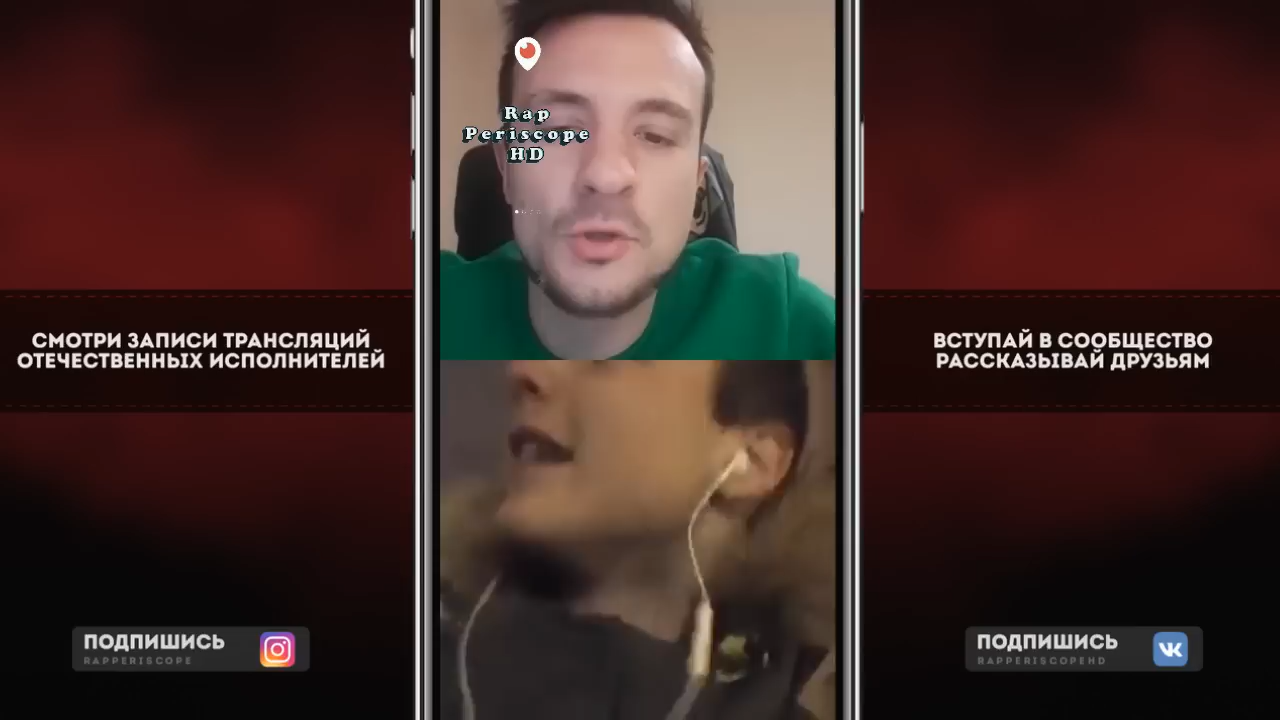 Rap
Periscope
HD
СМОТРИ ЗАПИСИ ТРАНСЛЯЦИЙ
ОТЕЧЕСТВЕННЫХ ИСПОЛНИТЕЛЕЙ
ВСТУПАЙ В СООБЩЕСТВО
РАССКАЗЫВАЙ ДРУЗЬЯМ
ПОДПИШИСЬ
RAPPERISCOPE
ПОДПИШИСЬ
RAPPERISCOPEHD